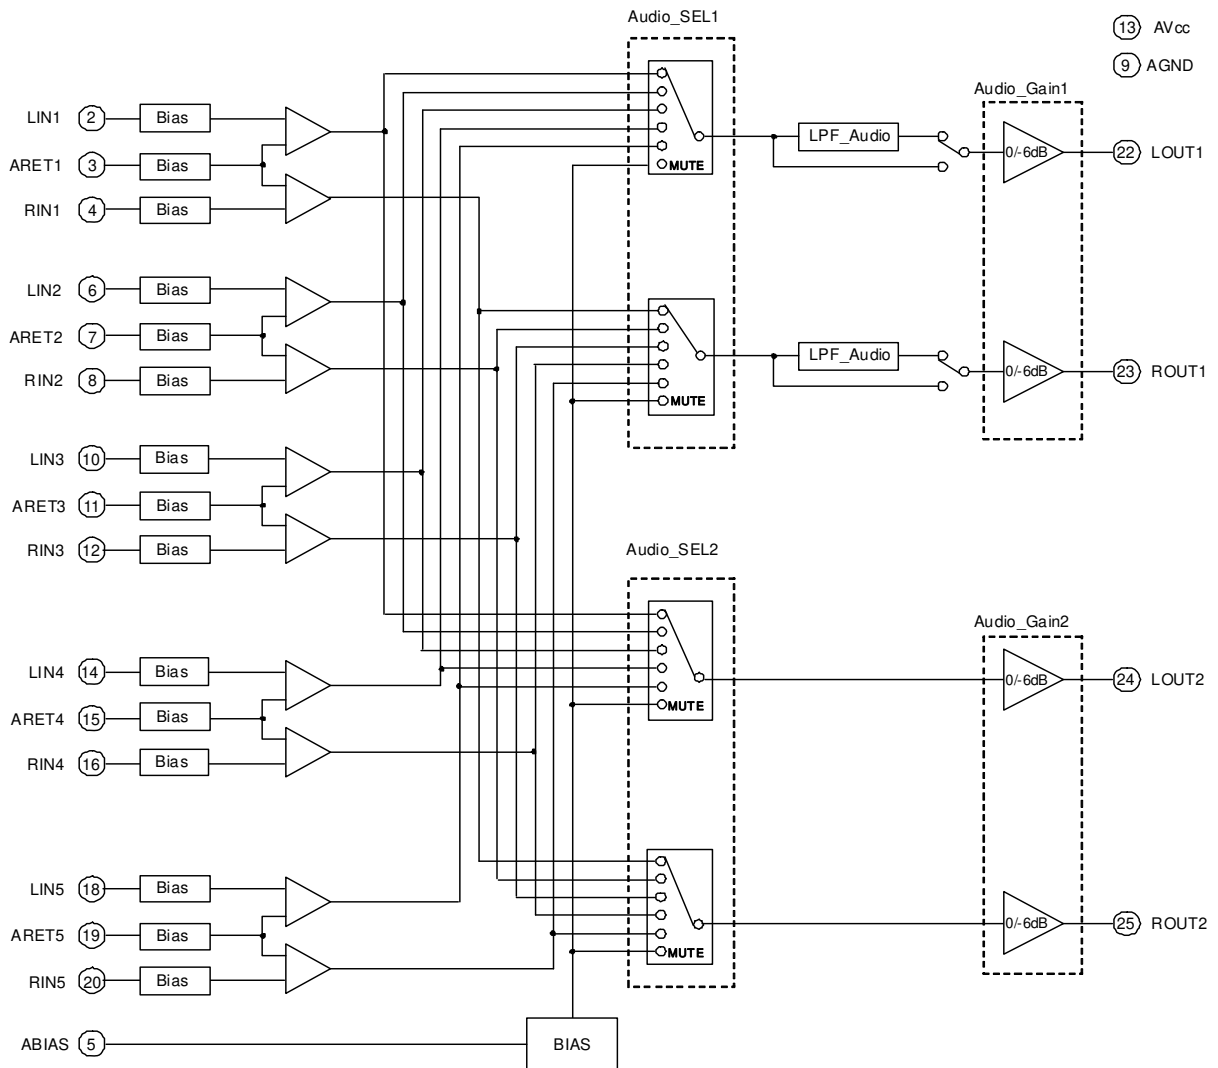 Audio_SEL1
13 AVcc
9 AGND
Audio_Gain1
LIN1 2 Bias
ARET1 3 Bias
RIN1 4 Bias
MUTE
LPF_Audio
0/-6dB
22 LOUT1
LIN2 6 Bias
ARET2 7 Bias
RIN2 8 Bias
MUTE
LPF_Audio
0/-6dB
23 ROUT1
LIN3 10 Bias
ARET3 11 Bias
RIN3 12 Bias
Audio_SEL2
Audio_Gain2
LIN4 14 Bias
ARET4 15 Bias
RIN4 16 Bias
MUTE
0/-6dB
24 LOUT2
LIN5 18 Bias
ARET5 19 Bias
RIN5 20 Bias
MUTE
0/-6dB
25 ROUT2
ABIAS 5 BIAS